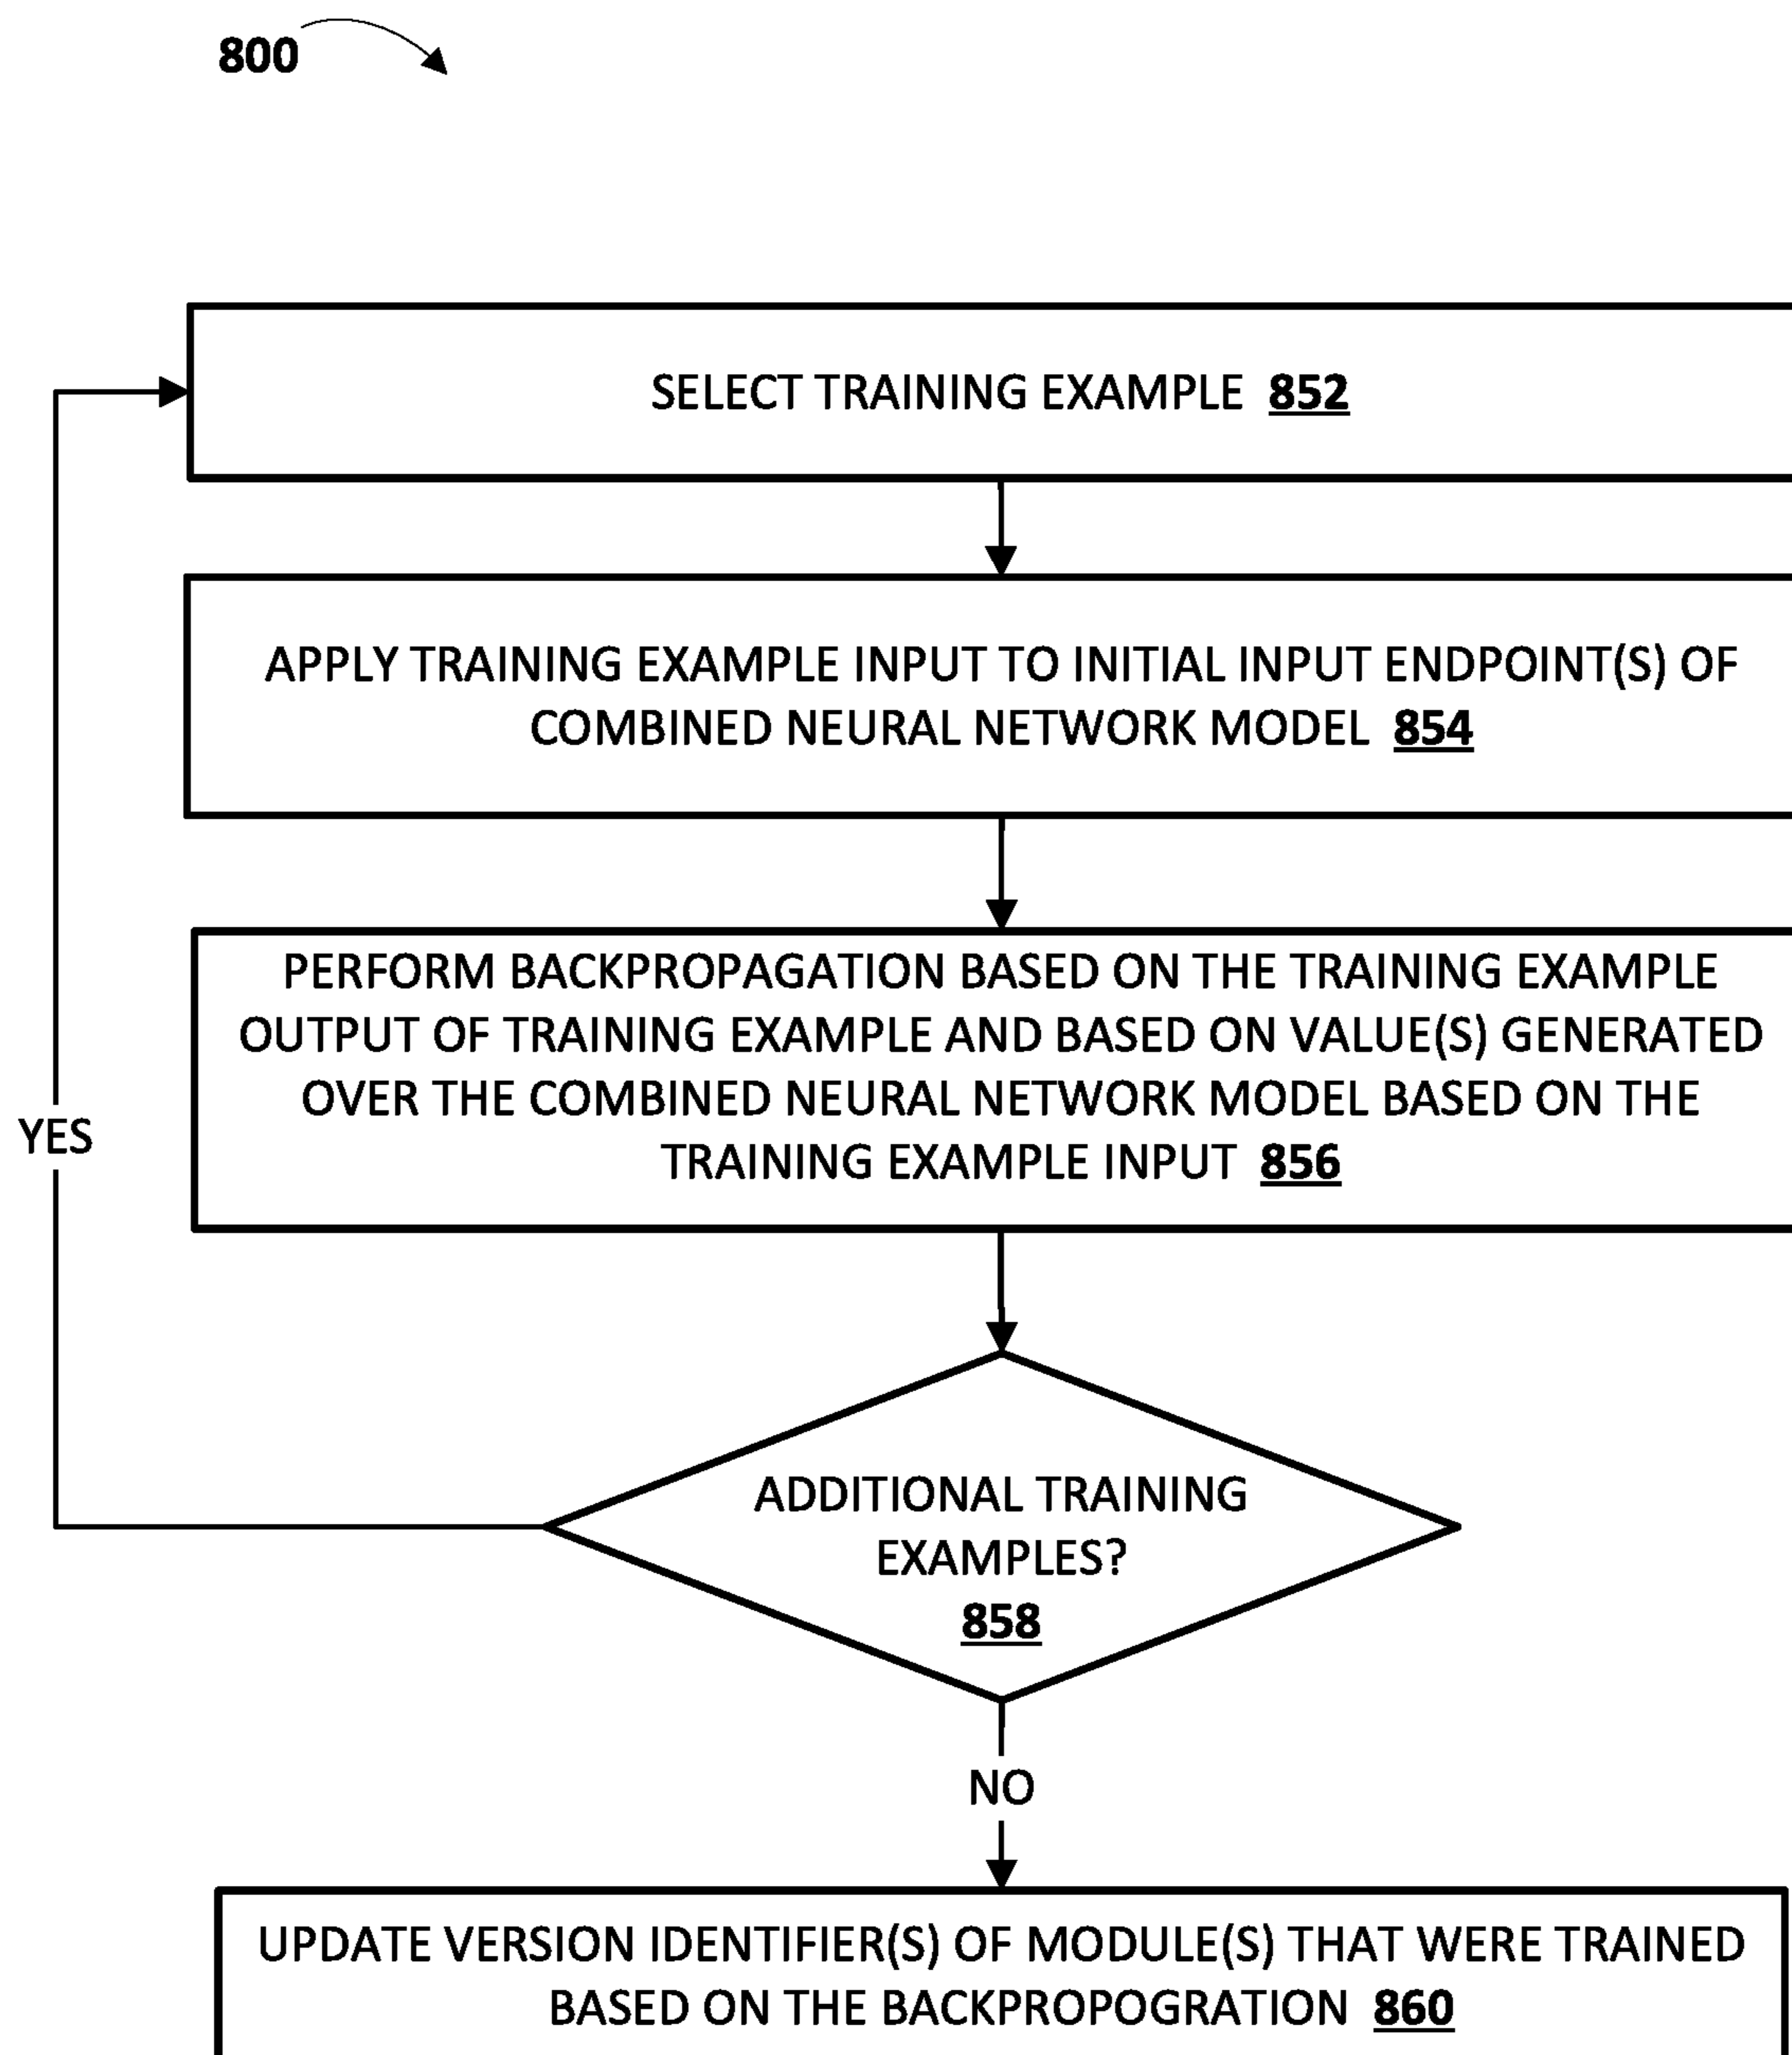 800
SELECT TRAINING EXAMPLE 852
APPLY TRAINING EXAMPLE INPUT TO INITIAL INPUT ENDPOINT(S) OF
COMBINED NEURAL NETWORK MODEL 854
PERFORM BACKPROPAGATION BASED ON THE TRAINING EXAMPLE
OUTPUT OF TRAINING EXAMPLE AND BASED ON VALUE(S) GENERATED
OVER THE COMBINED NEURAL NETWORK MODEL BASED ON THE
TRAINING EXAMPLE INPUT 856
YES
ADDITIONAL TRAINING
EXAMPLES?
858
NO
UPDATE VERSION IDENTIFIER(S) OF MODULE(S) THAT WERE TRAINED
BASED ON THE BACKPROPOGRATION 860